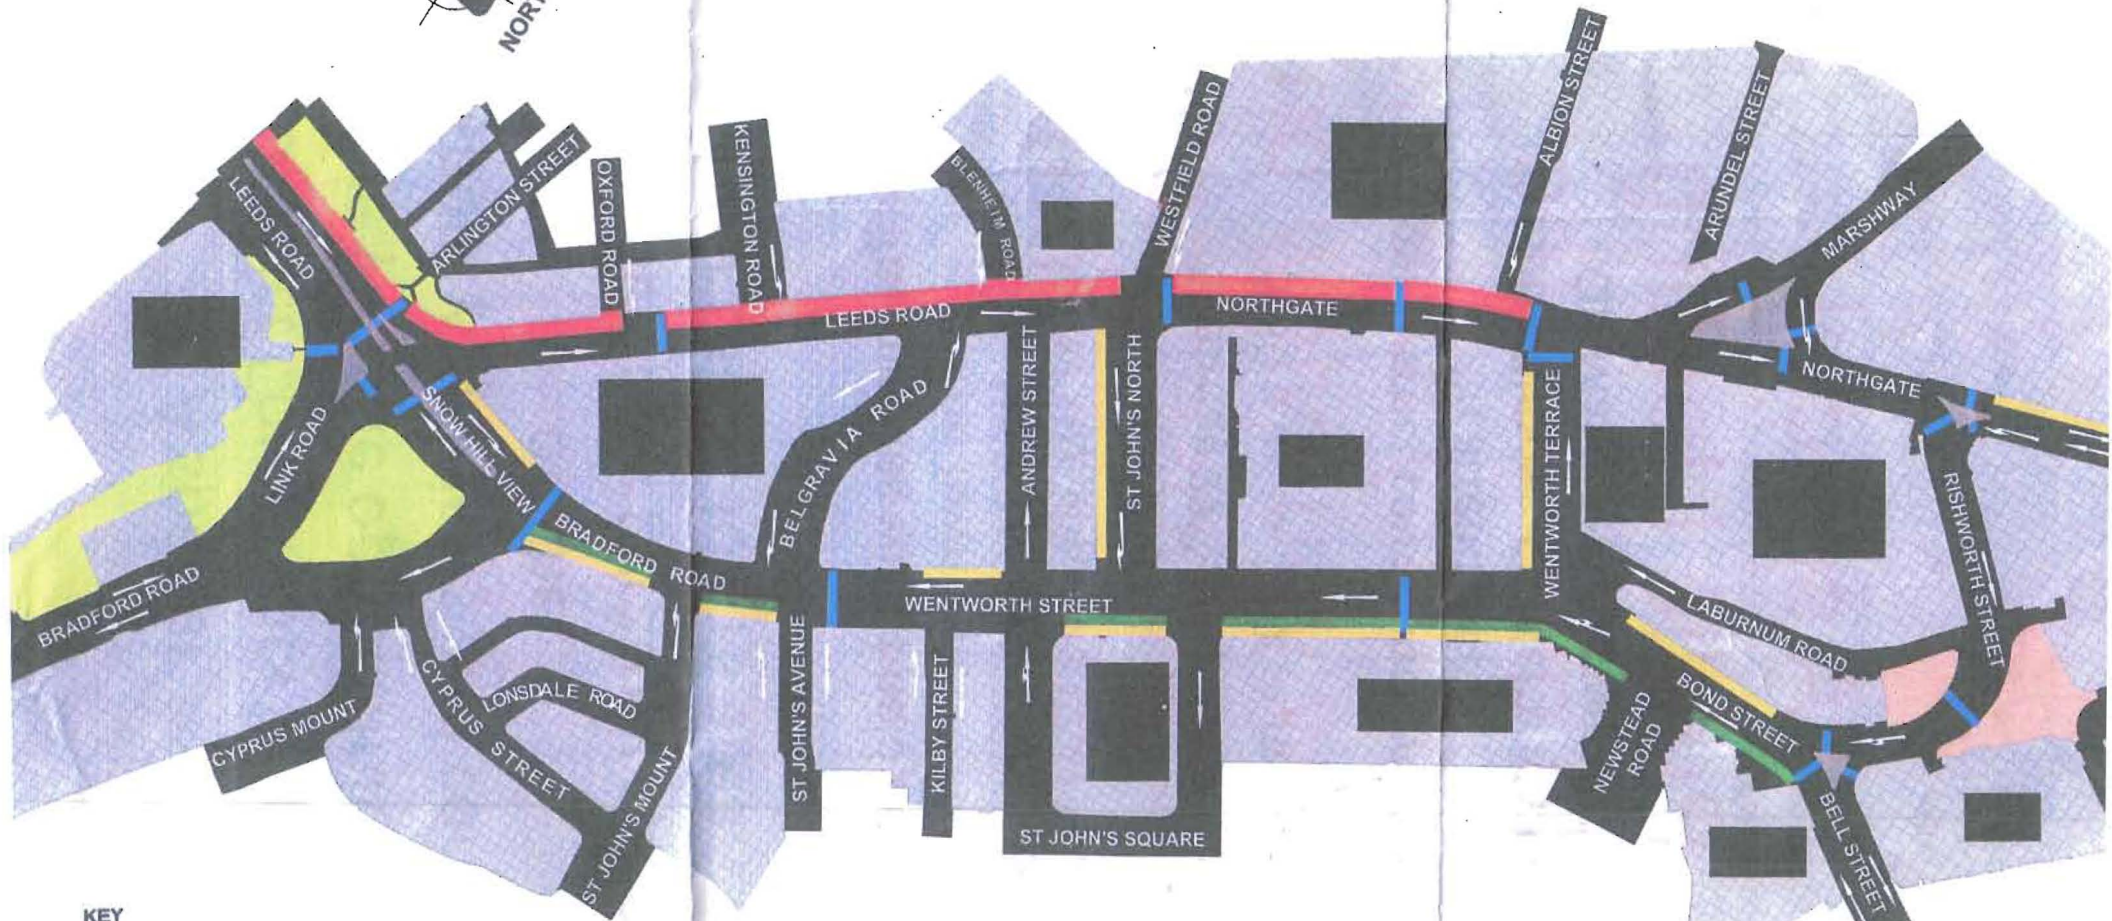 NORT
ALBION STREET
ARUNDEL STREET
WESTFIELD ROAD
KENSINGTON ROAD
OXFORD ROAD
ARLINGTON STREET
BLENHEIM ROAD
MARSHWAY
LEEDS ROAD
LEEDS ROAD
NORTHGATE
NORTHGATE
SNOW HILL VIEW
LINK ROAD
BELGRAVIA ROAD
ANDREW STREET
ST JOHN'S NORTH
WENTWORTH TERRACE
RISHWORTH STREET
BRADFORD ROAD
BRADFORD ROAD
WENTWORTH STREET
LABURNUM ROAD
BOND STREET
NEWSTEAD
ROAD
CYPRUS MOUNT
CYPRUS STREET
LONSDALE ROAD
ST JOHN'S MOUNT
ST JOHN'S AVENUE
KILBY STREET
ST JOHN'S SQUARE
BELL STREET
KEY